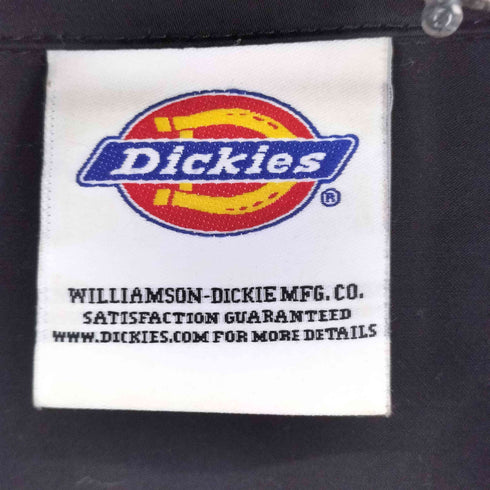 Dickies
®
WILLIAMSON-DICKIE MFG. CO.
SATISFACTION GUARANTEED
WWW.DICKIES.COM FOR MORE DETAILS